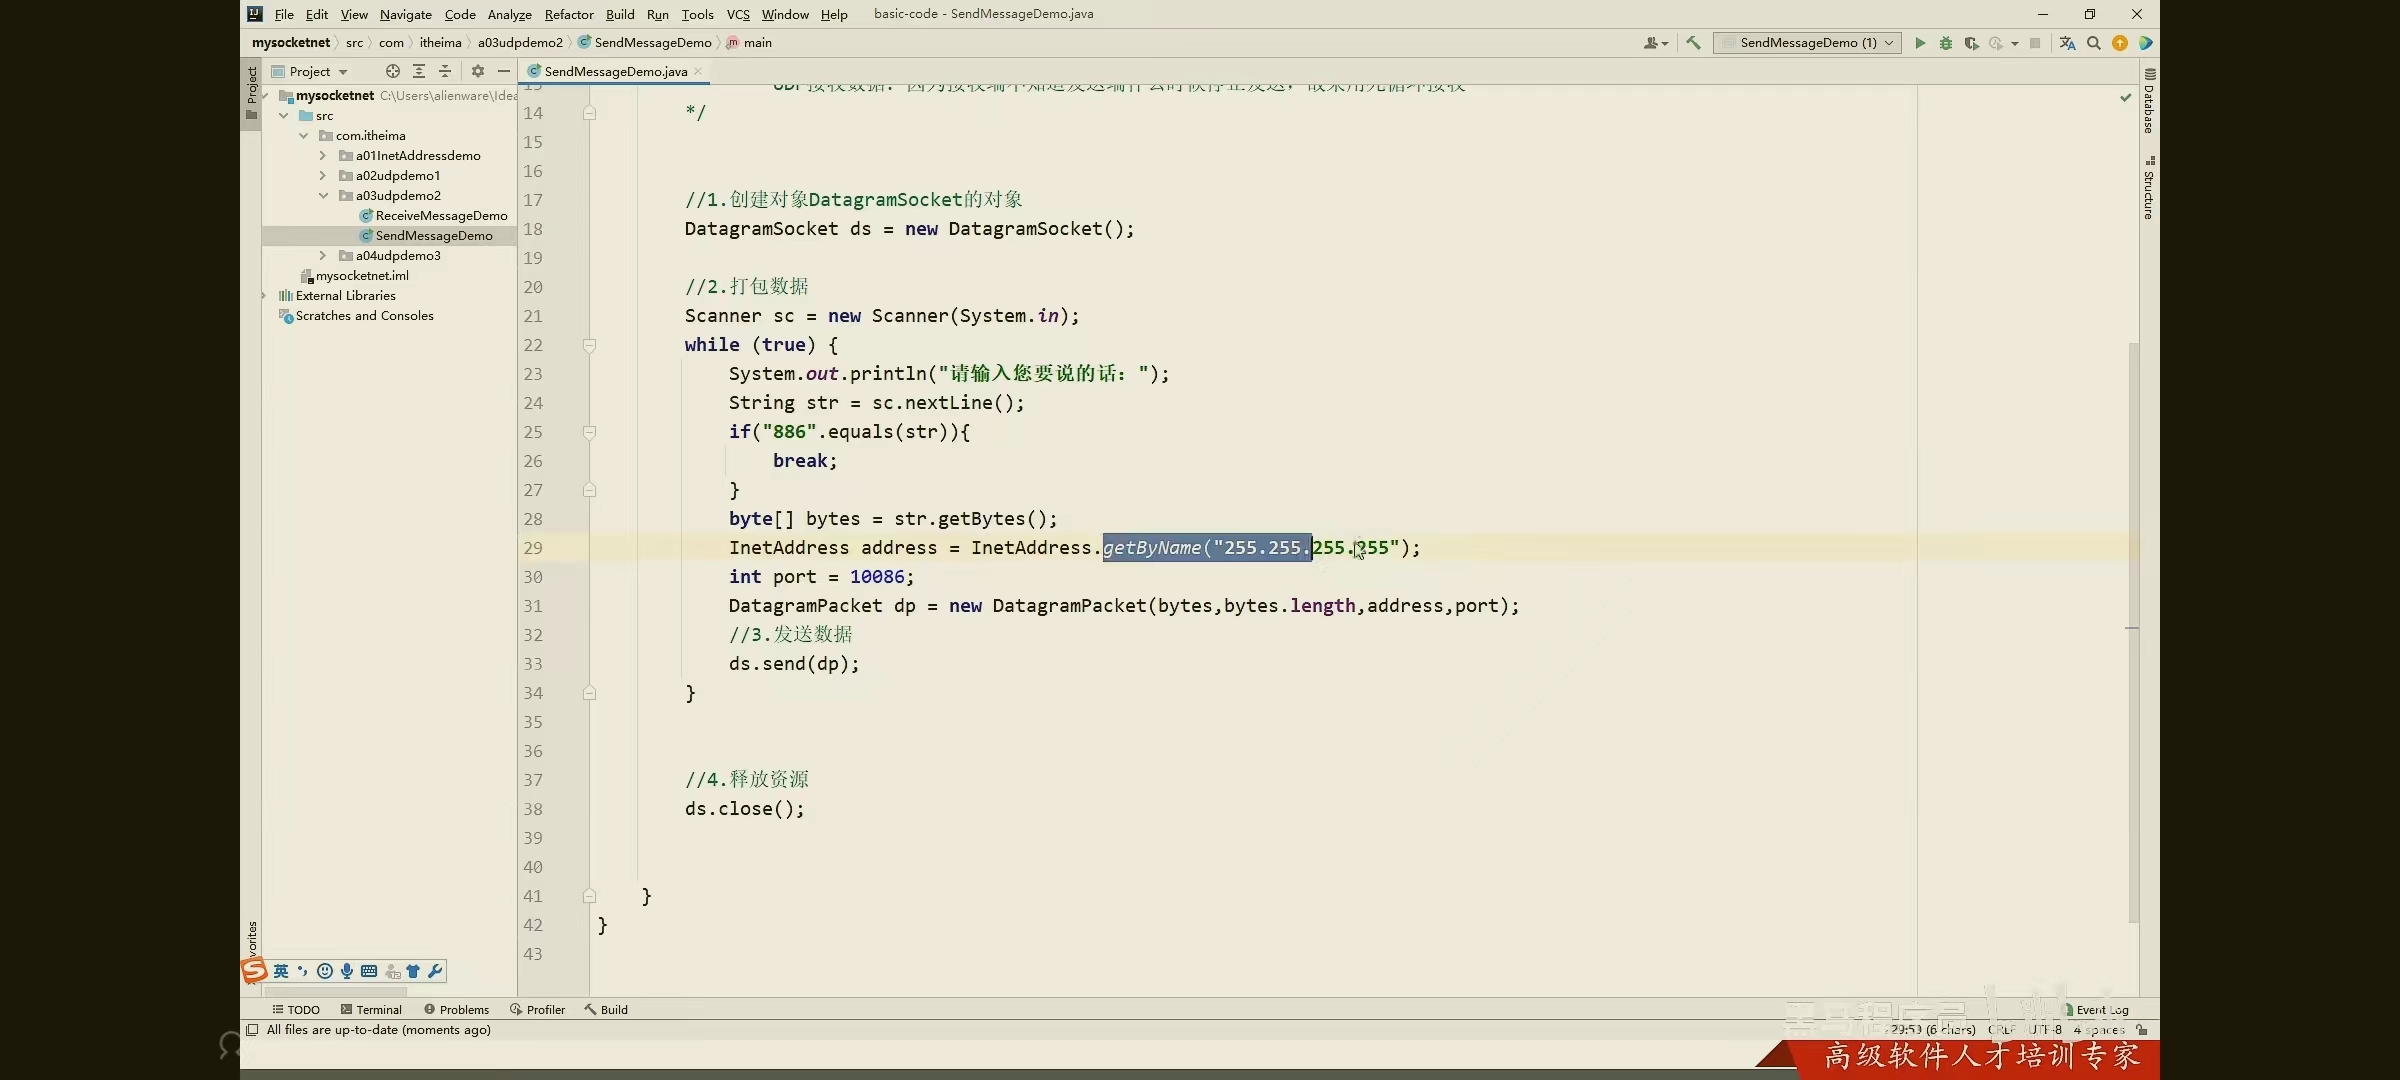 File Edit View Navigate Code Analyze Refactor Build Run Tools VCS Window Help basic-code - SendMessageDemo.java
mysocketnet src com itheima a03udpdemo2 SendMessageDemo main SendMessageDemo (1)
Project SendMessageDemo.java
Project
mysocketnet C:\Users\alienware\Idea
src
com.itheima
a01InetAddressdemo
a02udpdemo1
a03udpdemo2
ReceiveMessageDemo
SendMessageDemo
a04udpdemo3
mysocketnet.iml
External Libraries
Scratches and Consoles
14 */
15
16
17 //1.创建对象DatagramSocket的对象
18 DatagramSocket ds = new DatagramSocket();
19
20 //2.打包数据
21 Scanner sc = new Scanner(System.in);
22 while (true) {
23 System.out.println("请输入您要说的话：");
24 String str = sc.nextLine();
25 if("886".equals(str)){
26 break;
27 }
28 byte[] bytes = str.getBytes();
29 InetAddress address = InetAddress.getByName("255.255.255.255");
30 int port = 10086;
31 DatagramPacket dp = new DatagramPacket(bytes,bytes.length,address,port);
32 //3.发送数据
33 ds.send(dp);
34 }
35
36
37 //4.释放资源
38 ds.close();
39
40
41 }
42 }
43
Database
Structure
英
TODO Terminal Problems Profiler Build Event Log
All files are up-to-date (moments ago) (6 chars) CRLF UTF-8 4 spaces
黑马程序员
高级软件人才培训专家